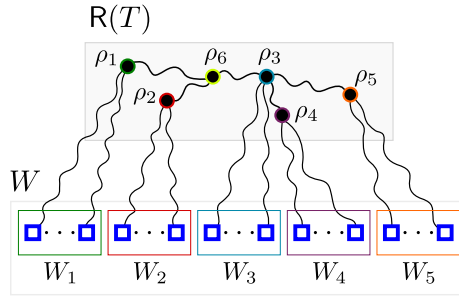 R(T)
ρ₁ ρ₆ ρ₃
ρ₂ ρ₅
ρ₄
W
··· ··· ··· ··· ···
W₁ W₂ W₃ W₄ W₅